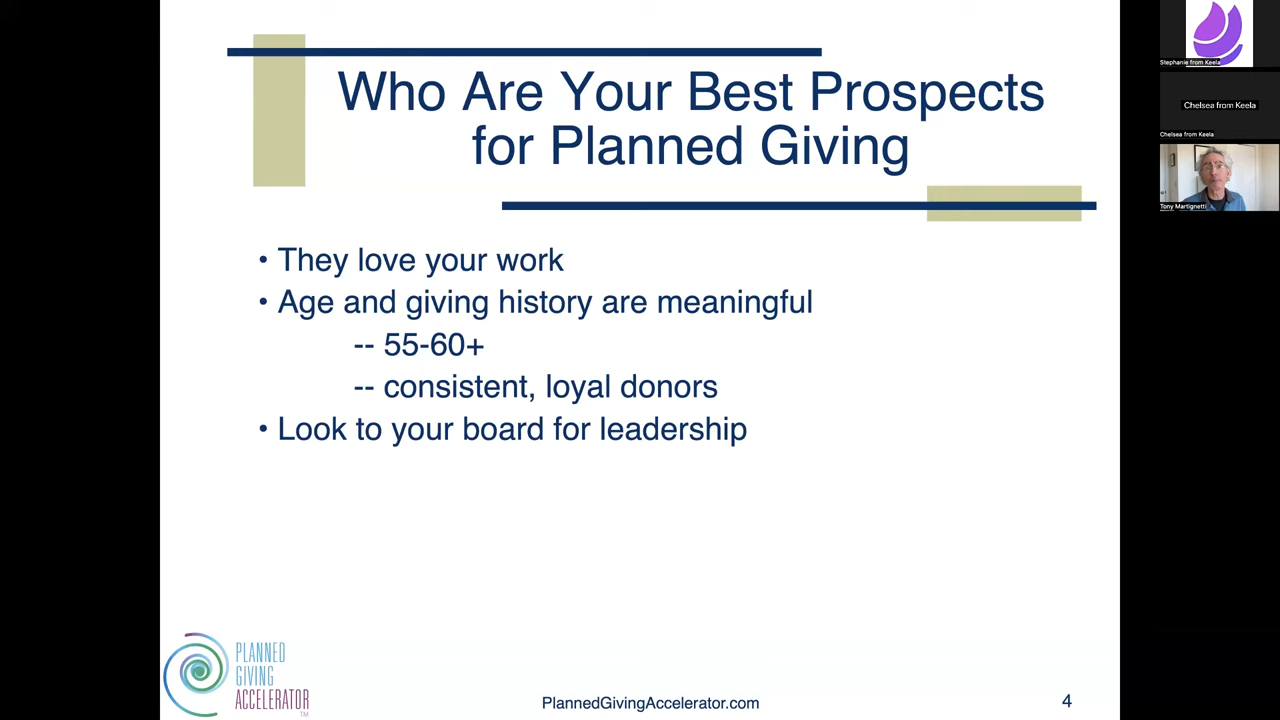 Who Are Your Best Prospects
for Planned Giving
• They love your work
• Age and giving history are meaningful
-- 55-60+
-- consistent, loyal donors
• Look to your board for leadership
PLANNED
GIVING
ACCELERATOR
TM
PlannedGivingAccelerator.com
4
Stephanie from Keela
Chelsea from Keela
Chelsea from Keela
Tony Martignetti